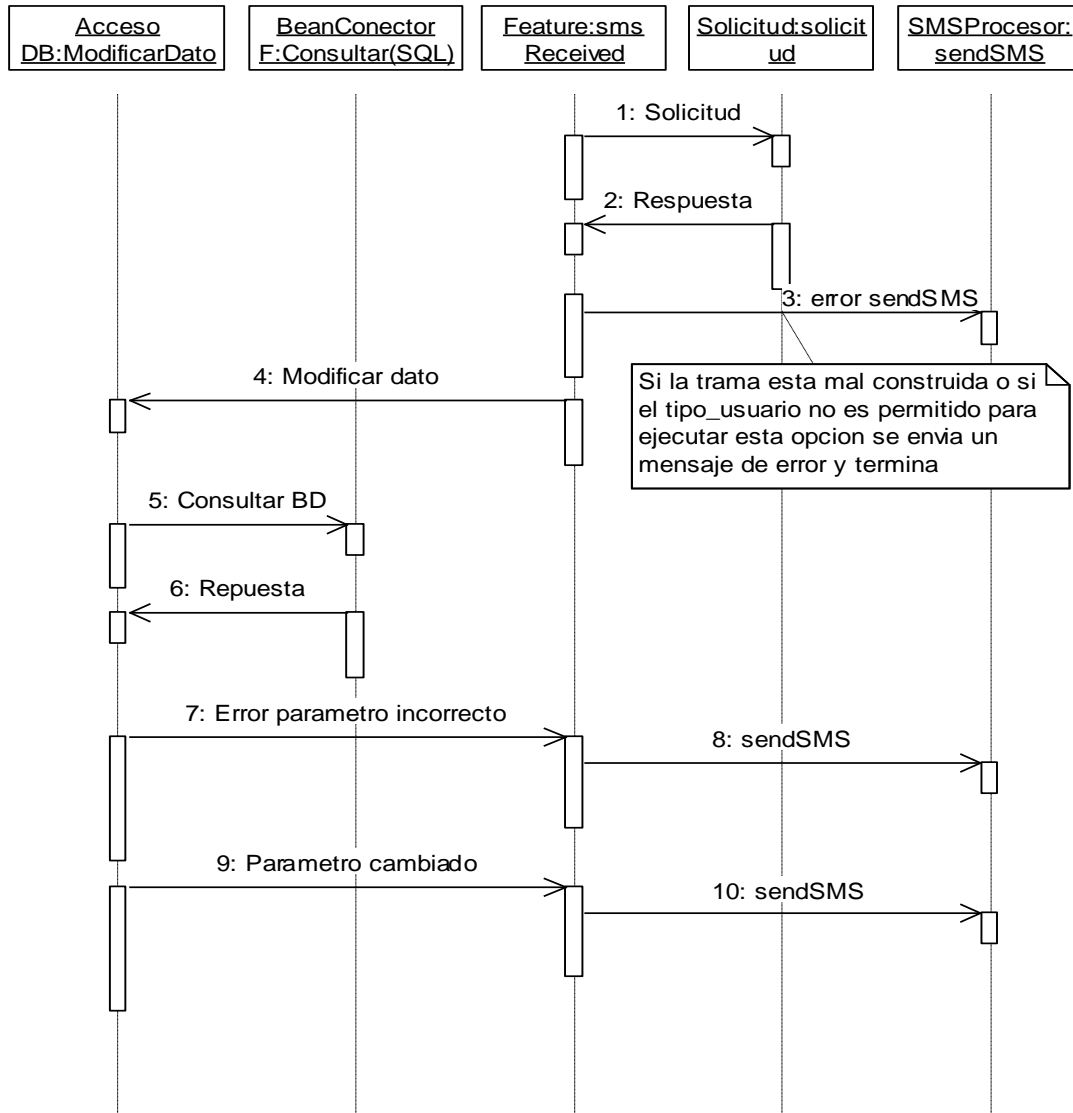 Acceso
DB:ModificarDato
BeanConector
F:Consultar(SQL)
Feature:sms
Received
Solicitud:solicit
ud
SMSProcesor:
sendSMS
1: Solicitud
2: Respuesta
3: error sendSMS
Si la trama esta mal construida o si
el tipo_usuario no es permitido para
ejecutar esta opcion se envia un
mensaje de error y termina
4: Modificar dato
5: Consultar BD
6: Repuesta
7: Error parametro incorrecto
8: sendSMS
9: Parametro cambiado
10: sendSMS